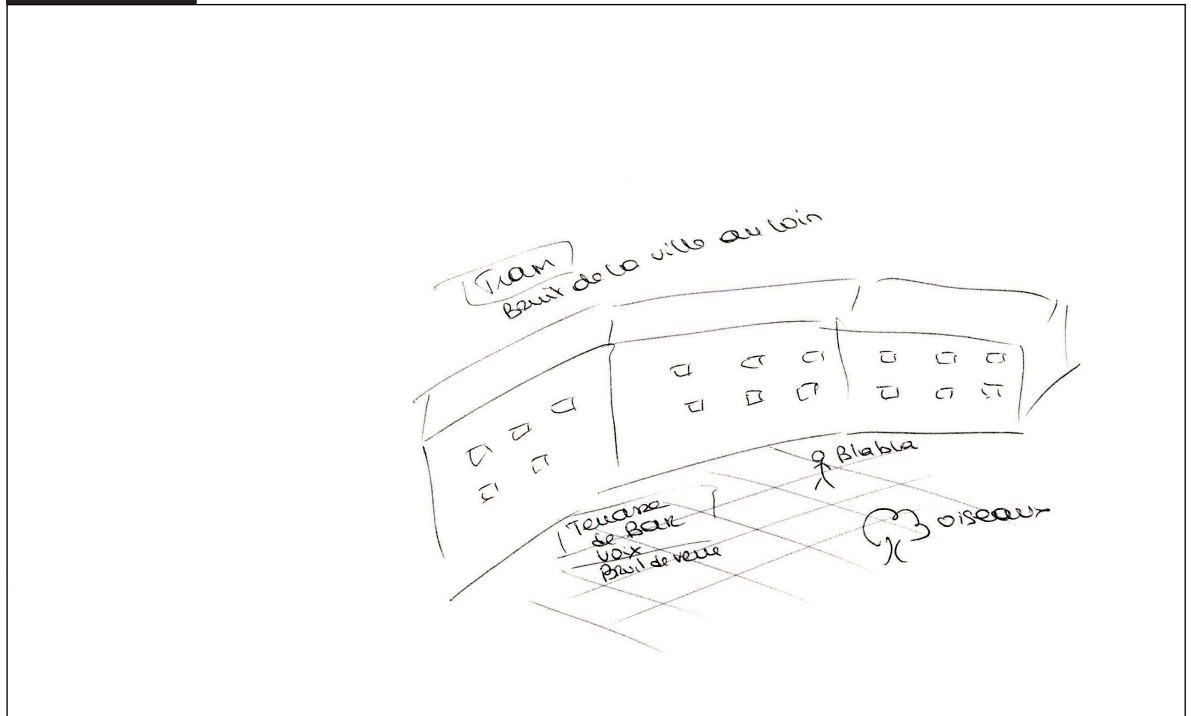 Tram
Bruit de la ville au loin
Blabla
oiseaux
Terrasse
de BAR
voix
Bruit de verre